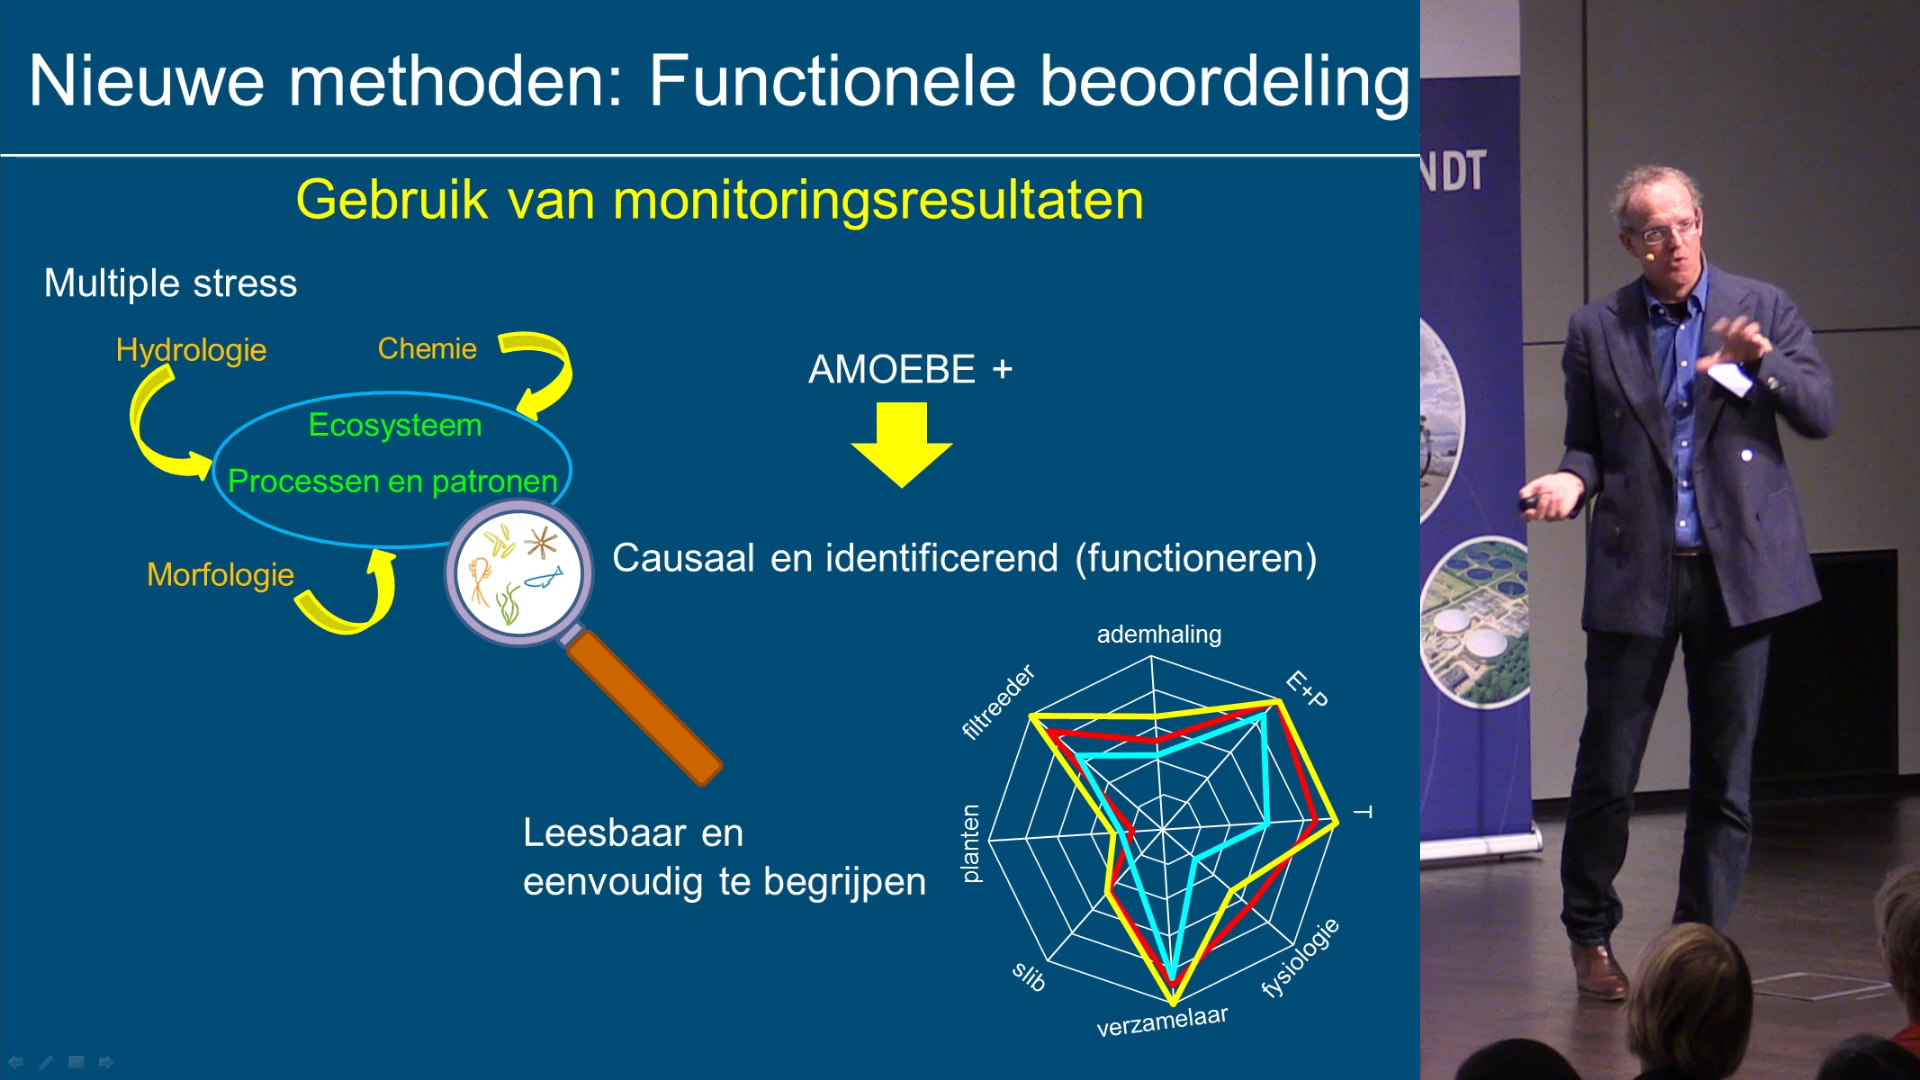 Nieuwe methoden: Functionele beoordeling
Gebruik van monitoringsresultaten
Multiple stress
Hydrologie
Chemie
Ecosysteem
Processen en patronen
Morfologie
AMOEBE +
Causaal en identificerend (functioneren)
Leesbaar en
eenvoudig te begrijpen
ademhaling
E+P
T
fysiologie
verzamelaar
slib
planten
filtreeder
NDT